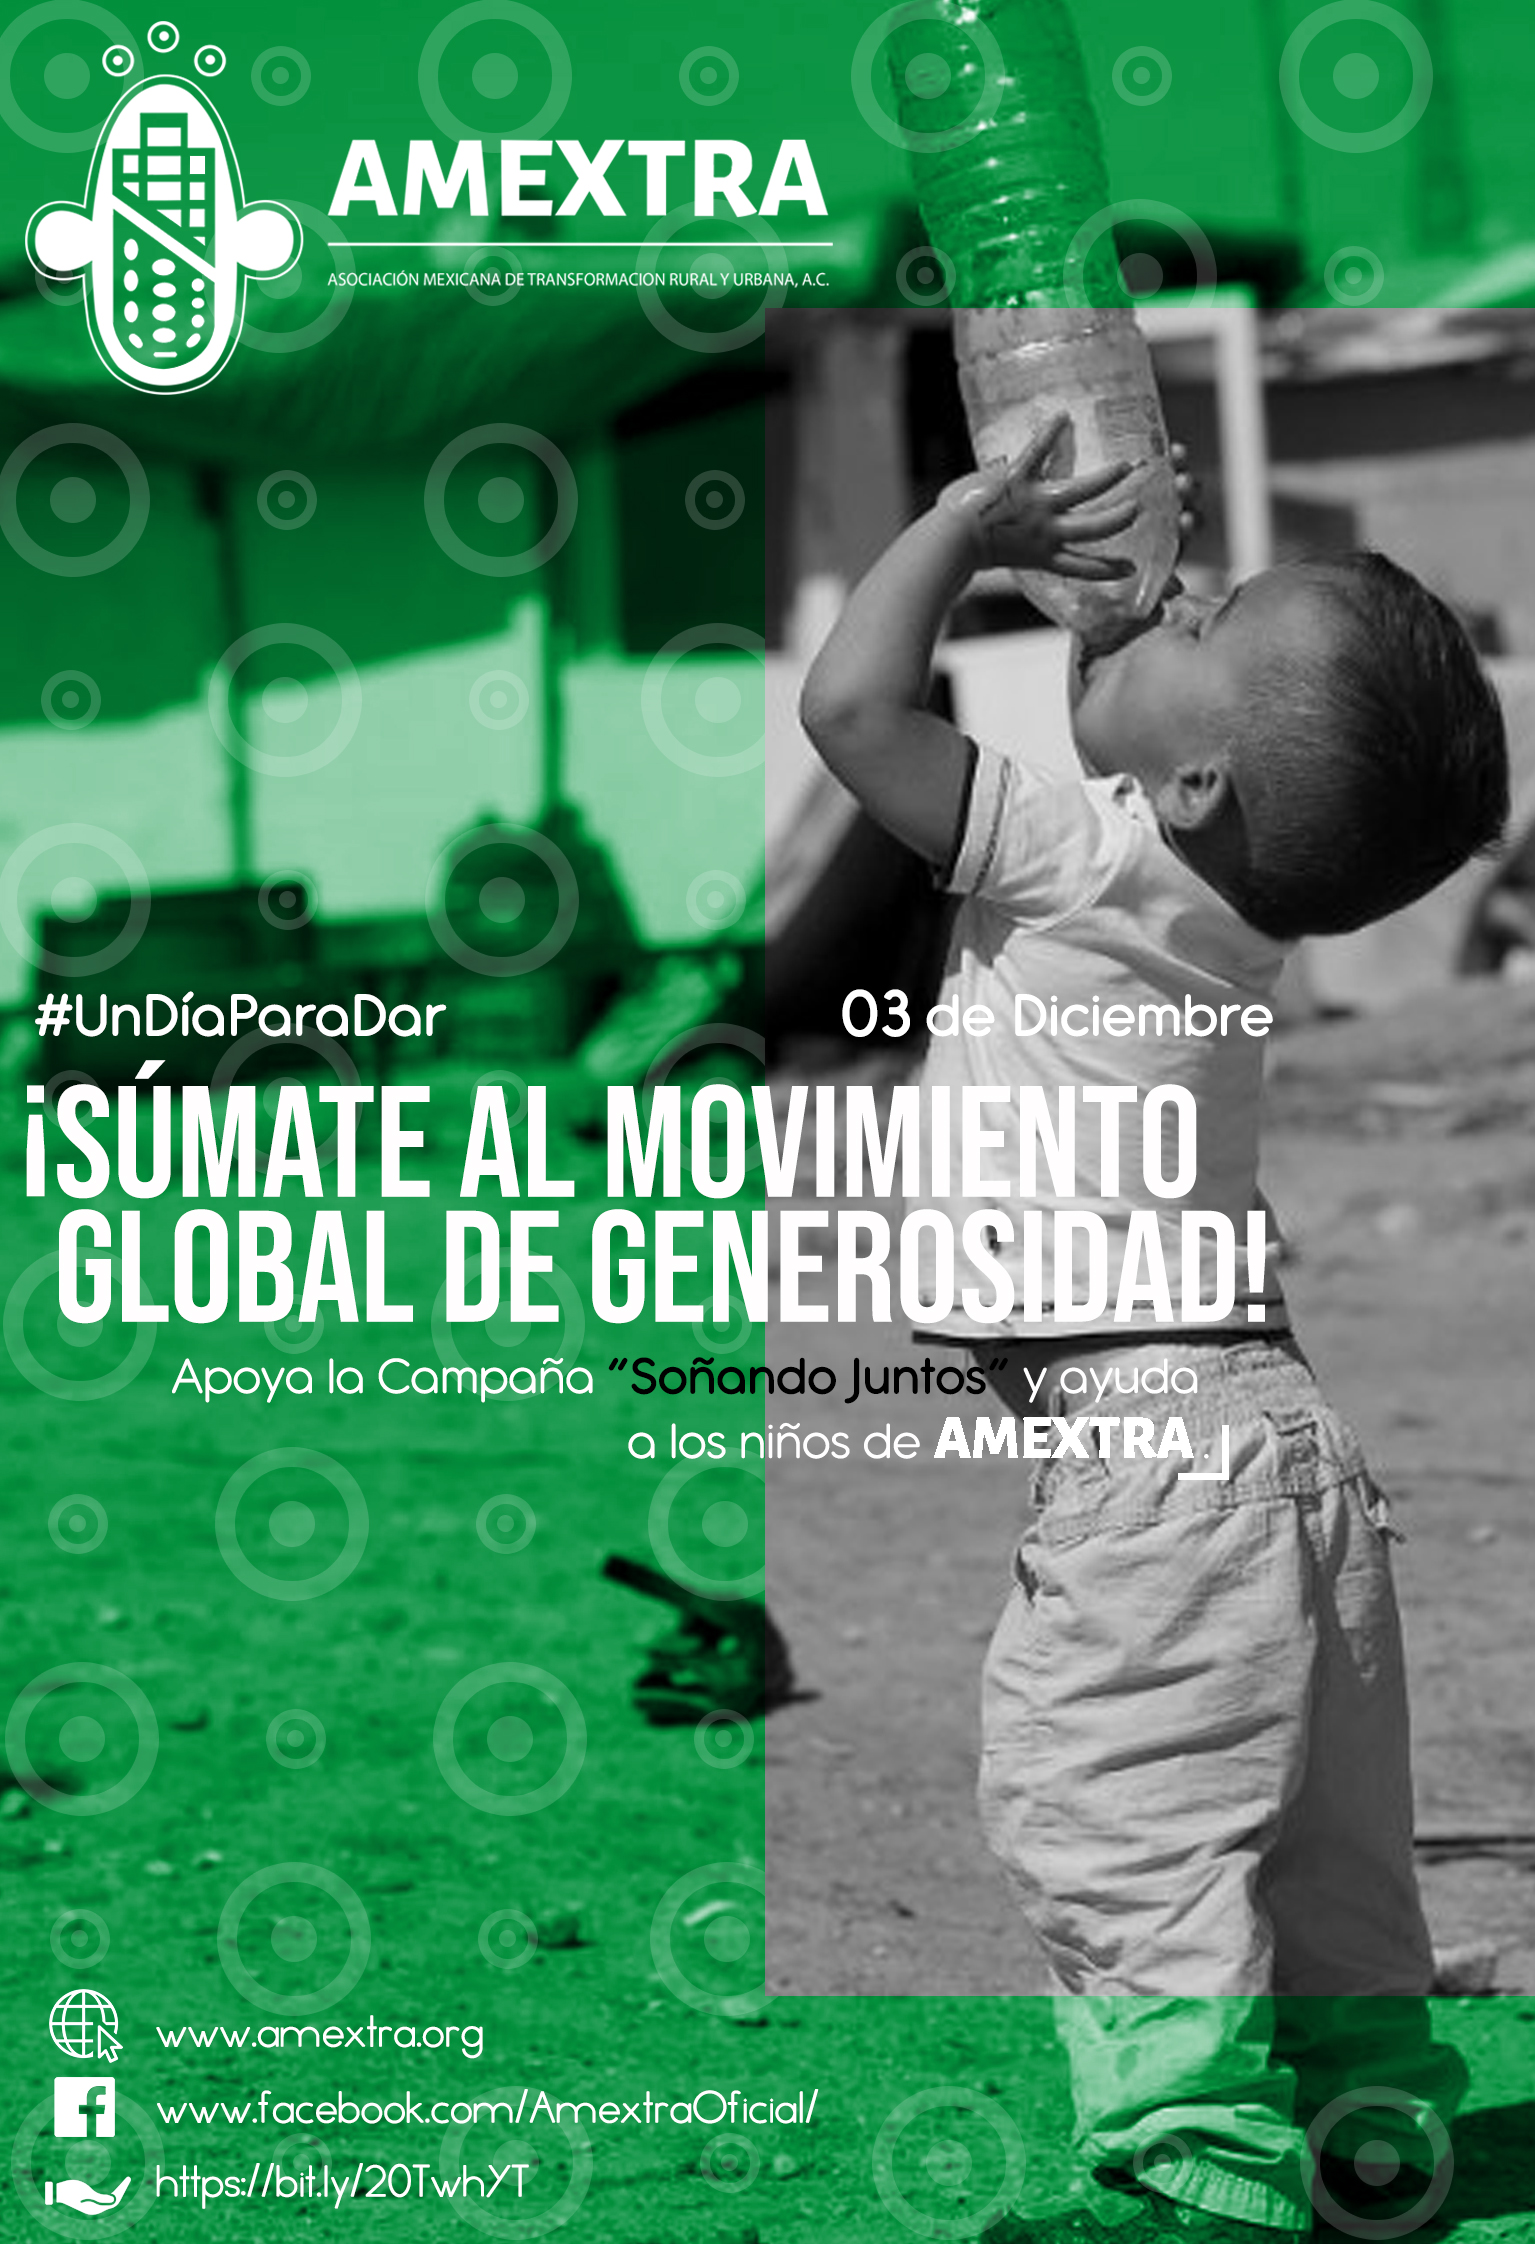 AMEXTRA
ASOCIACIÓN MEXICANA DE TRANSFORMACION RURAL Y URBANA, A.C.
#UnDíaParaDar
03 de Diciembre
¡SÚMATE AL MOVIMIENTO
GLOBAL DE GENEROSIDAD!
Apoya la Campaña "Soñando Juntos" y ayuda
a los niños de AMEXTRA.
www.amextra.org
www.facebook.com/AmextraOficial/
https://bit.ly/20TwhYT